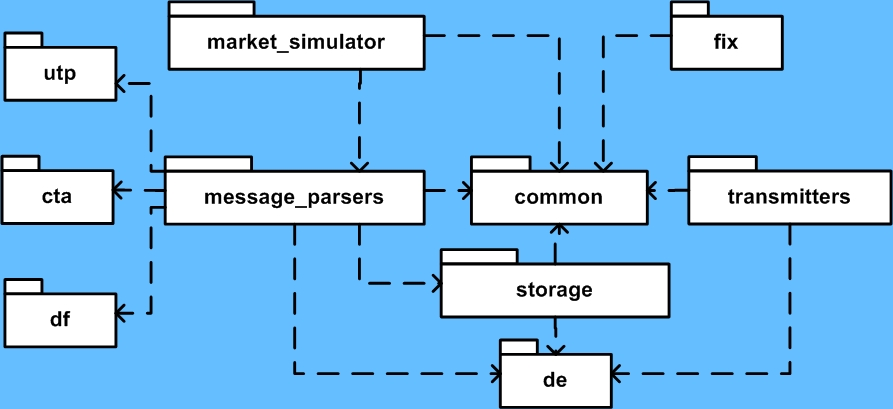 market_simulator
fix
utp
cta
message_parsers
common
transmitters
storage
df
de